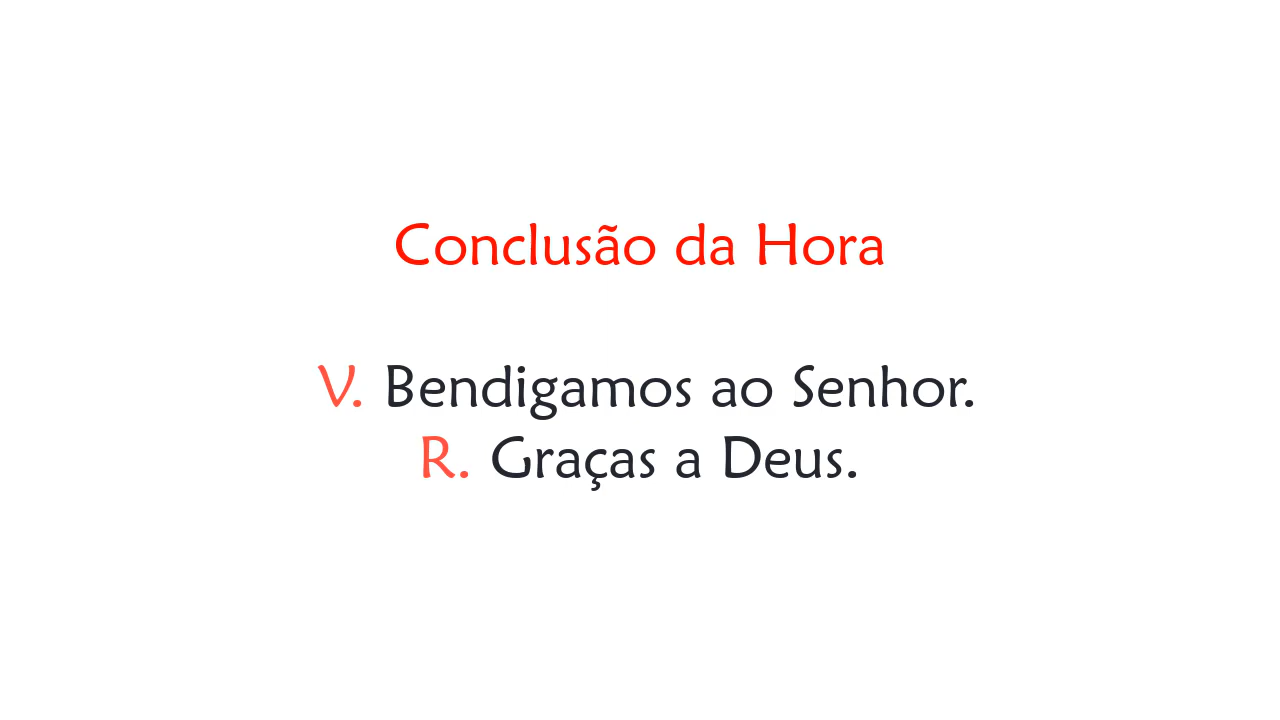 Conclusão da Hora
V. Bendigamos ao Senhor.
R. Graças a Deus.